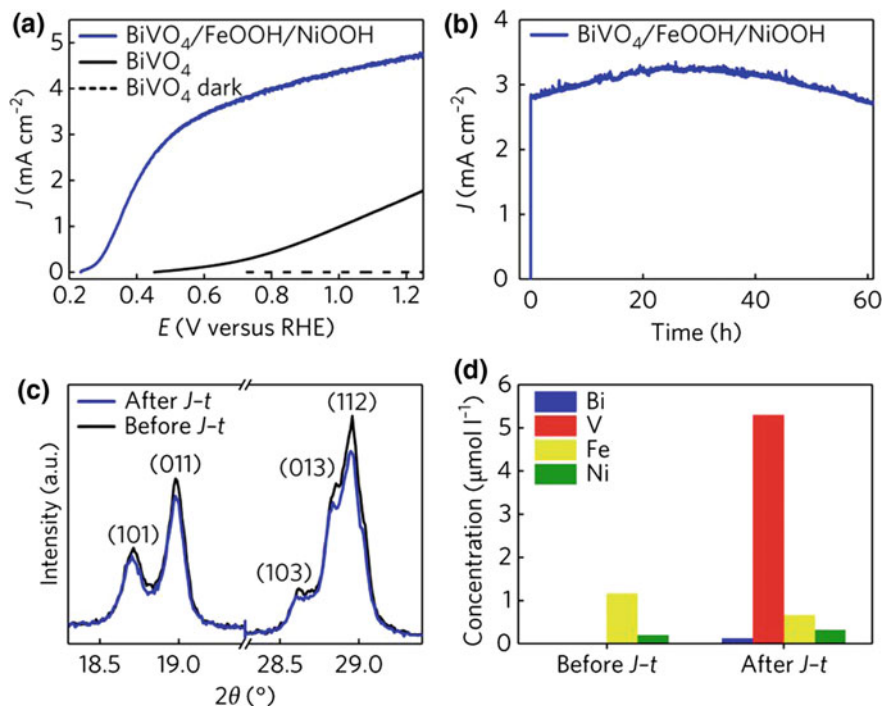 (a)
BiVO₄/FeOOH/NiOOH
BiVO₄
BiVO₄ dark
5
4
3
2
1
0
J (mA cm⁻²)
0.2 0.4 0.6 0.8 1.0 1.2
E (V versus RHE)
(b)
BiVO₄/FeOOH/NiOOH
4
3
2
1
0
J (mA cm⁻²)
0 20 40 60
Time (h)
(c)
After J–t
Before J–t
(101)
(011)
(103)
(013)
(112)
Intensity (a.u.)
18.5 19.0 28.5 29.0
2θ (°)
(d)
Bi
V
Fe
Ni
6
5
4
3
2
1
0
Concentration (μmol l⁻¹)
Before J–t After J–t